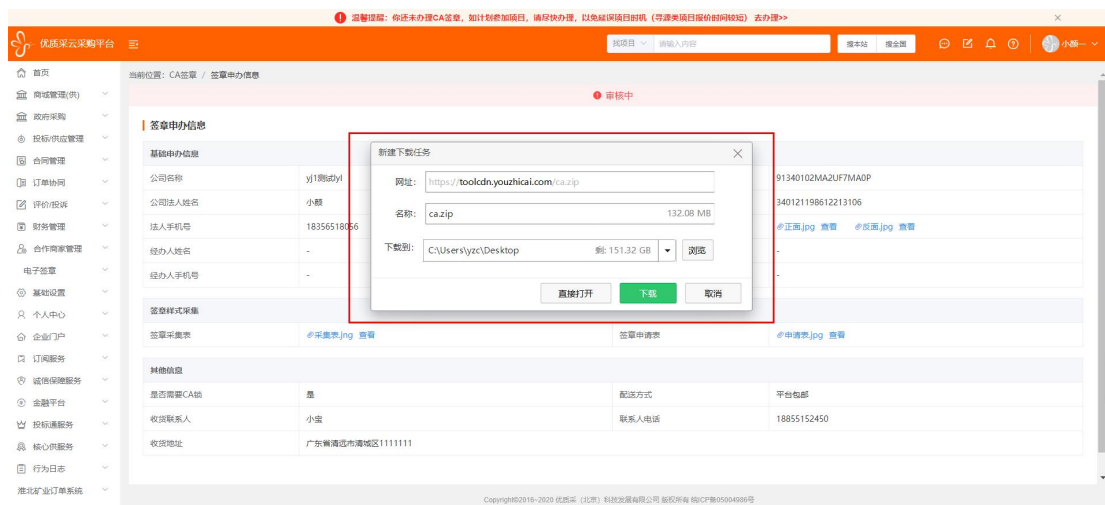 温馨提醒：你还未办理CA签章，如计划参加项目，请尽快办理，以免延误项目时机（寻源类项目报价时间较短） 去办理>>
优质采云采购平台 找项目 请输入内容 搜本站 搜全国 小颜一
首页
商城管理(供)
政府采购
投标/供应管理
合同管理
订单协同
评价/投诉
财务管理
合作商家管理
电子签章
基础设置
个人中心
企业门户
订阅服务
诚信保障服务
金融平台
投标通服务
核心供服务
行为日志
淮北矿业订单系统
当前位置：CA签章 / 签章申办信息
审核中
签章申办信息
基础申办信息
公司名称 yj1测试yl 91340102MA2UF7MA0P
公司法人姓名 小颜 340121198612213106
法人手机号 18356518056 正面.jpg 查看 反面.jpg 查看
经办人姓名 - -
经办人手机号 - -
新建下载任务
网址： https://toolcdn.youzhicai.com/ca.zip
名称： ca.zip 132.08 MB
下载到： C:\Users\yzc\Desktop 剩: 151.32 GB 浏览
直接打开 下载 取消
签章样式采集
签章采集表 采集表.jng 查看 签章申请表 申请表.jpg 查看
其他信息
是否需要CA锁 是 配送方式 平台包邮
收货联系人 小宝 联系人电话 18855152450
收货地址 广东省清远市清城区1111111
Copyright©2016-2020 优质采（北京）科技发展有限公司 版权所有 皖ICP备05004986号